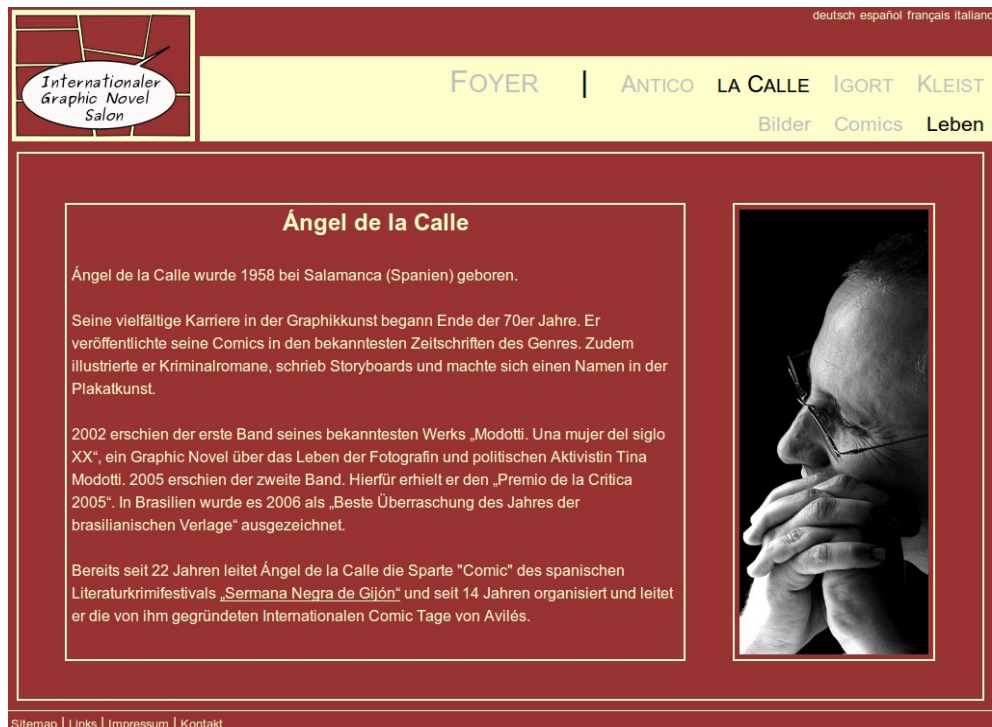 deutsch español français italiano
Internationaler
Graphic Novel
Salon
FOYER | ANTICO LA CALLE IGORT KLEIST
Bilder Comics Leben
Ángel de la Calle
Ángel de la Calle wurde 1958 bei Salamanca (Spanien) geboren.
Seine vielfältige Karriere in der Graphikkunst begann Ende der 70er Jahre. Er
veröffentlichte seine Comics in den bekanntesten Zeitschriften des Genres. Zudem
illustrierte er Kriminalromane, schrieb Storyboards und machte sich einen Namen in der
Plakatkunst.
2002 erschien der erste Band seines bekanntesten Werks „Modotti. Una mujer del siglo
XX“, ein Graphic Novel über das Leben der Fotografin und politischen Aktivistin Tina
Modotti. 2005 erschien der zweite Band. Hierfür erhielt er den „Premio de la Critica
2005“. In Brasilien wurde es 2006 als „Beste Überraschung des Jahres der
brasilianischen Verlage“ ausgezeichnet.
Bereits seit 22 Jahren leitet Ángel de la Calle die Sparte "Comic" des spanischen
Literaturkrimifestivals „Sermana Negra de Gijón“ und seit 14 Jahren organisiert und leitet
er die von ihm gegründeten Internationalen Comic Tage von Avilés.
Sitemap | Links | Impressum | Kontakt